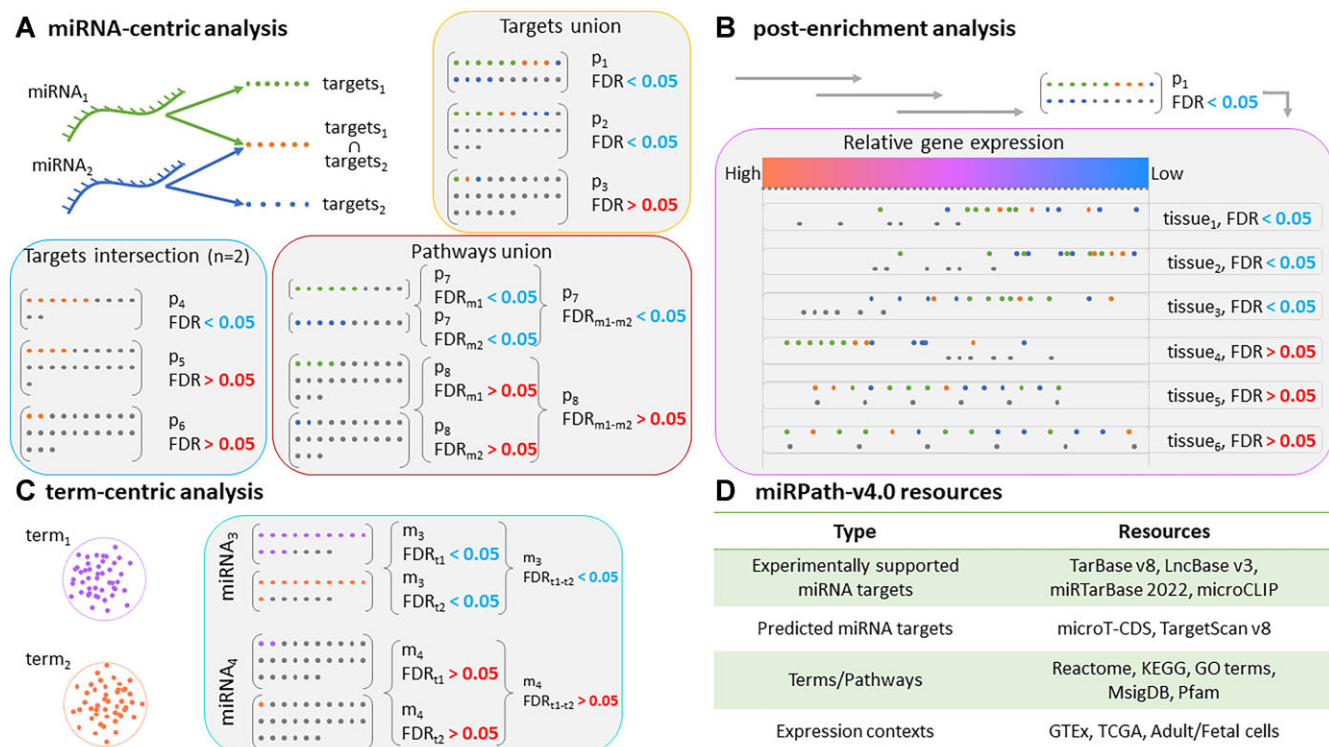 A miRNA-centric analysis
miRNA1
miRNA2
targets1
targets1
∩
targets2
targets2
Targets union
p1
FDR < 0.05
p2
FDR < 0.05
p3
FDR > 0.05
Targets intersection (n=2)
p4
FDR < 0.05
p5
FDR > 0.05
p6
FDR > 0.05
Pathways union
p7
FDRm1 < 0.05
p7
FDRm2 < 0.05
p7
FDRm1-m2 < 0.05
p8
FDRm1 > 0.05
p8
FDRm2 > 0.05
p8
FDRm1-m2 > 0.05
B post-enrichment analysis
p1
FDR < 0.05
Relative gene expression
High
Low
tissue1, FDR < 0.05
tissue2, FDR < 0.05
tissue3, FDR < 0.05
tissue4, FDR > 0.05
tissue5, FDR > 0.05
tissue6, FDR > 0.05
C term-centric analysis
term1
term2
miRNA3
m3
FDRt1 < 0.05
m3
FDRt2 < 0.05
m3
FDRt1-t2 < 0.05
miRNA4
m4
FDRt1 > 0.05
m4
FDRt2 > 0.05
m4
FDRt1-t2 > 0.05
D miRPath-v4.0 resources
Type Resources
Experimentally supported
miRNA targets
TarBase v8, LncBase v3,
miRTarBase 2022, microCLIP
Predicted miRNA targets microT-CDS, TargetScan v8
Terms/Pathways
Reactome, KEGG, GO terms,
MsigDB, Pfam
Expression contexts GTEx, TCGA, Adult/Fetal cells